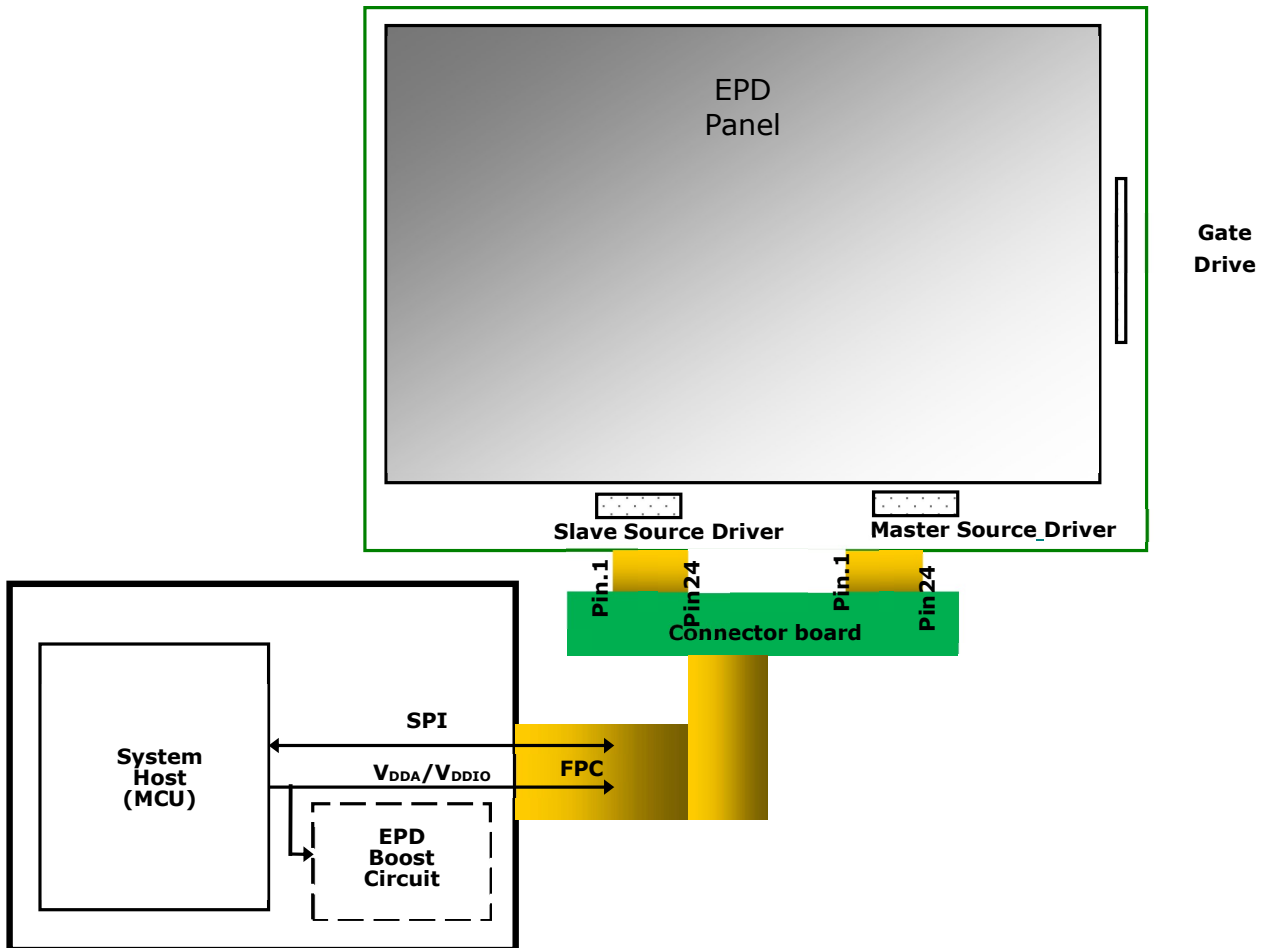 EPD
Panel
Gate
Drive
Slave Source Driver
Master Source Driver
Pin.1
Pin24
Pin.1
Pin24
Connector board
SPI
System
Host
(MCU)
VDDA/VDDIO
FPC
EPD
Boost
Circuit